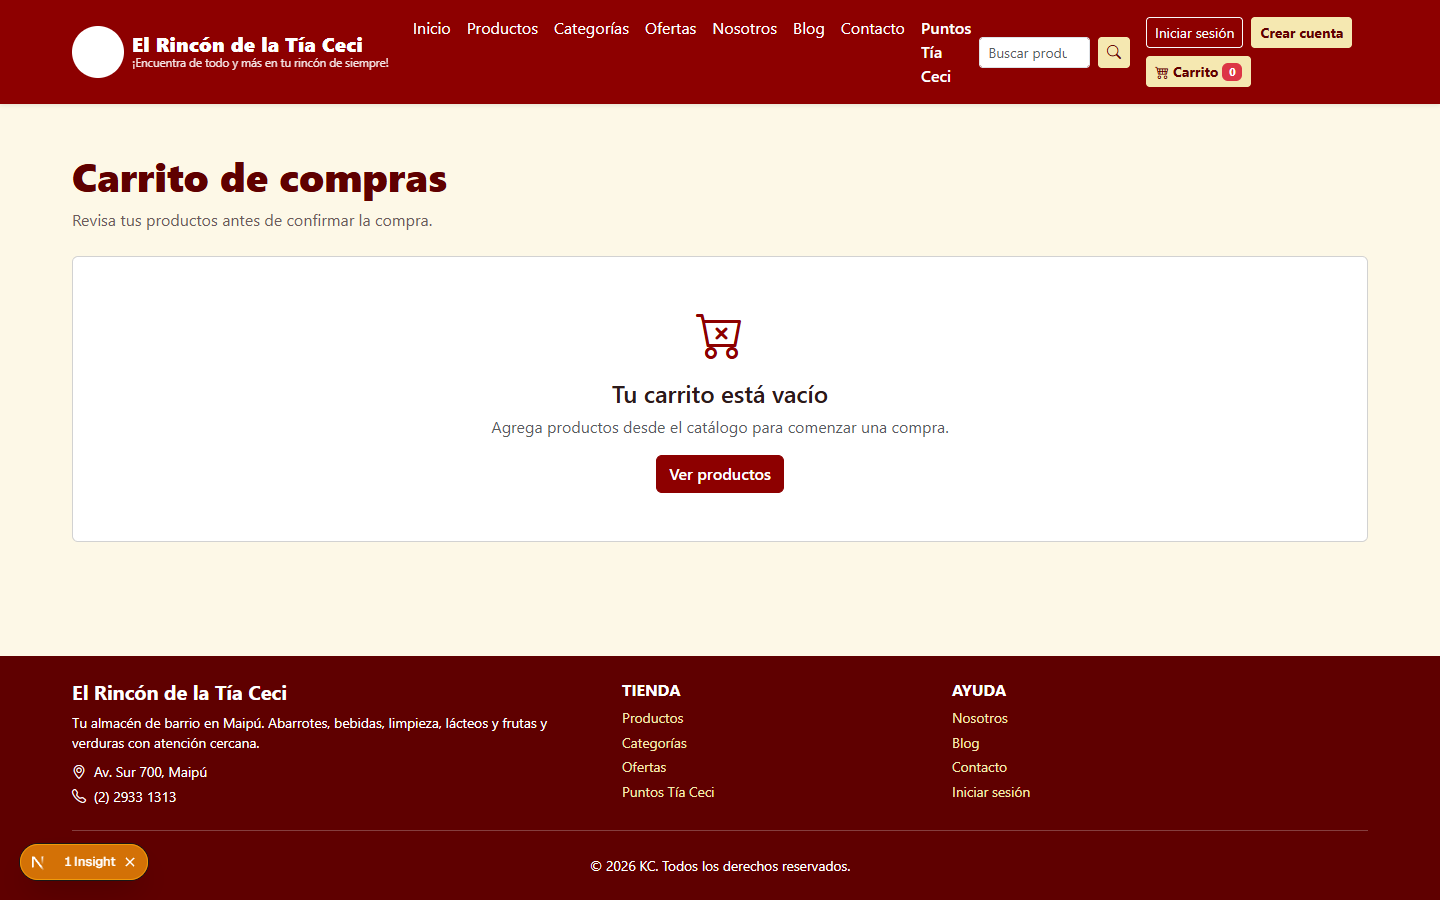 El Rincón de la Tía Ceci
¡Encuentra de todo y más en tu rincón de siempre!
Inicio
Productos
Categorías
Ofertas
Nosotros
Blog
Contacto
Puntos
Tía
Ceci
Iniciar sesión
Crear cuenta
Carrito 0
Carrito de compras
Revisa tus productos antes de confirmar la compra.
Tu carrito está vacío
Agrega productos desde el catálogo para comenzar una compra.
Ver productos
El Rincón de la Tía Ceci
Tu almacén de barrio en Maipú. Abarrotes, bebidas, limpieza, lácteos y frutas y
verduras con atención cercana.
Av. Sur 700, Maipú
(2) 2933 1313
TIENDA
Productos
Categorías
Ofertas
Puntos Tía Ceci
AYUDA
Nosotros
Blog
Contacto
Iniciar sesión
© 2026 KC. Todos los derechos reservados.
N 1 Insight